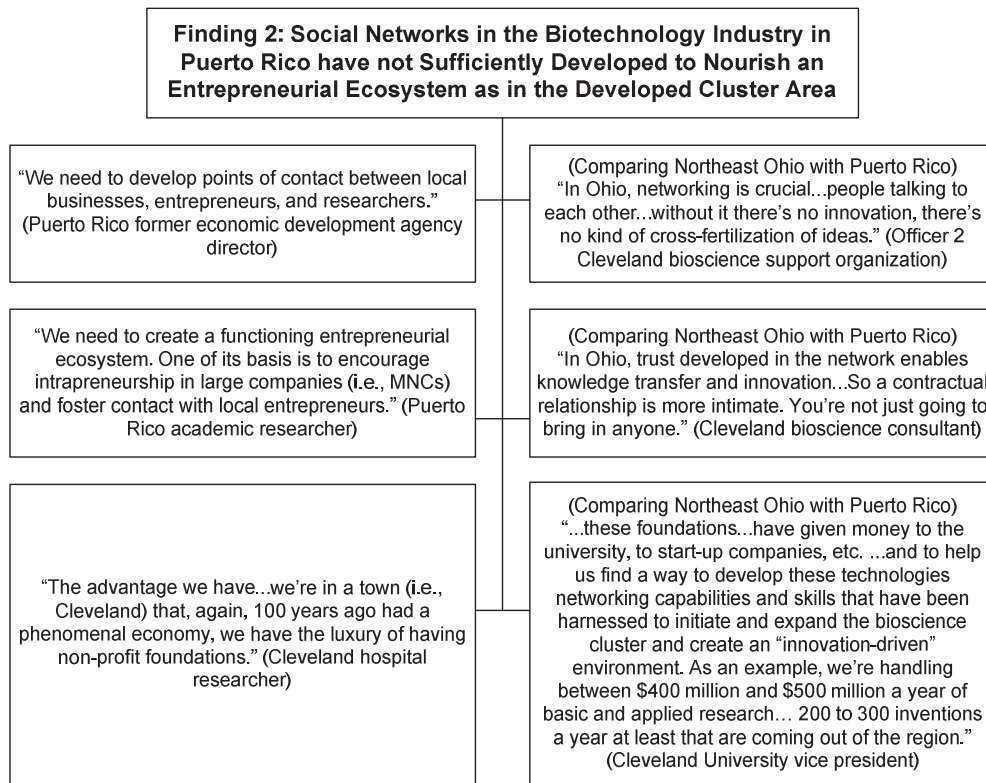 Finding 2: Social Networks in the Biotechnology Industry in
Puerto Rico have not Sufficiently Developed to Nourish an
Entrepreneurial Ecosystem as in the Developed Cluster Area
“We need to develop points of contact between local
businesses, entrepreneurs, and researchers.”
(Puerto Rico former economic development agency
director)
(Comparing Northeast Ohio with Puerto Rico)
“In Ohio, networking is crucial...people talking to
each other...without it there’s no innovation, there’s
no kind of cross-fertilization of ideas.” (Officer 2
Cleveland bioscience support organization)
“We need to create a functioning entrepreneurial
ecosystem. One of its basis is to encourage
intrapreneurship in large companies (i.e., MNCs)
and foster contact with local entrepreneurs.” (Puerto
Rico academic researcher)
(Comparing Northeast Ohio with Puerto Rico)
“In Ohio, trust developed in the network enables
knowledge transfer and innovation...So a contractual
relationship is more intimate. You’re not just going to
bring in anyone.” (Cleveland bioscience consultant)
“The advantage we have...we’re in a town (i.e.,
Cleveland) that, again, 100 years ago had a
phenomenal economy, we have the luxury of having
non-profit foundations.” (Cleveland hospital
researcher)
(Comparing Northeast Ohio with Puerto Rico)
“...these foundations...have given money to the
university, to start-up companies, etc. ...and to help
us find a way to develop these technologies
networking capabilities and skills that have been
harnessed to initiate and expand the bioscience
cluster and create an “innovation-driven”
environment. As an example, we’re handling
between $400 million and $500 million a year of
basic and applied research... 200 to 300 inventions
a year at least that are coming out of the region.”
(Cleveland University vice president)